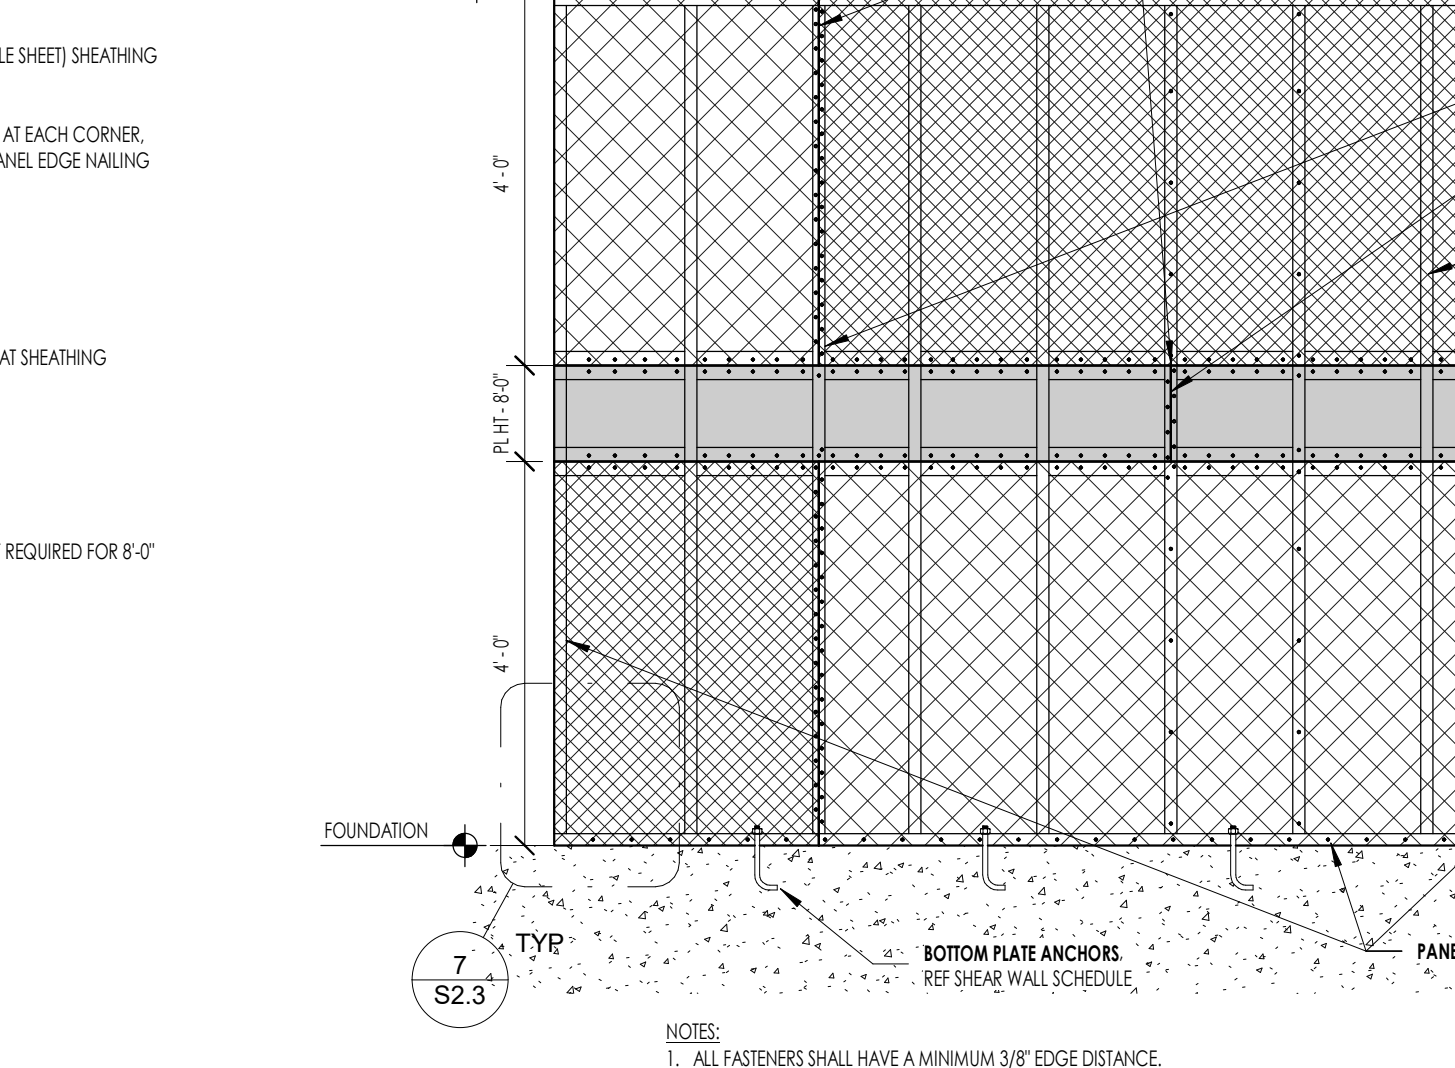 LE SHEET) SHEATHING
AT EACH CORNER,
ANEL EDGE NAILING
4' - 0"
AT SHEATHING
PL HT - 8'-0"
REQUIRED FOR 8'-0"
4' - 0"
FOUNDATION
TYP
7
S2.3
BOTTOM PLATE ANCHORS,
REF SHEAR WALL SCHEDULE
PANE
NOTES:
1. ALL FASTENERS SHALL HAVE A MINIMUM 3/8" EDGE DISTANCE.